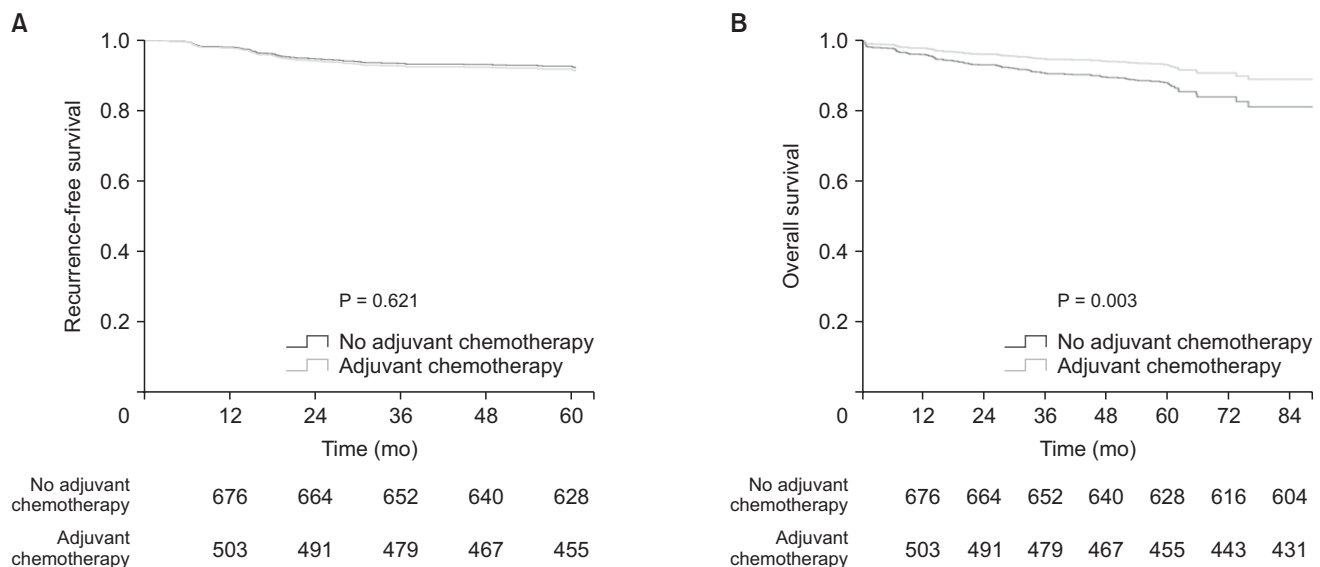 A
1.0
0.8
0.6
0.4
0.2
0
Recurrence-free survival
P = 0.621
No adjuvant chemotherapy
Adjuvant chemotherapy
12 24 36 48 60
Time (mo)
No adjuvant
chemotherapy
676 664 652 640 628
Adjuvant
chemotherapy
503 491 479 467 455
B
1.0
0.8
0.6
0.4
0.2
0
Overall survival
P = 0.003
No adjuvant chemotherapy
Adjuvant chemotherapy
12 24 36 48 60 72 84
Time (mo)
No adjuvant
chemotherapy
676 664 652 640 628 616 604
Adjuvant
chemotherapy
503 491 479 467 455 443 431